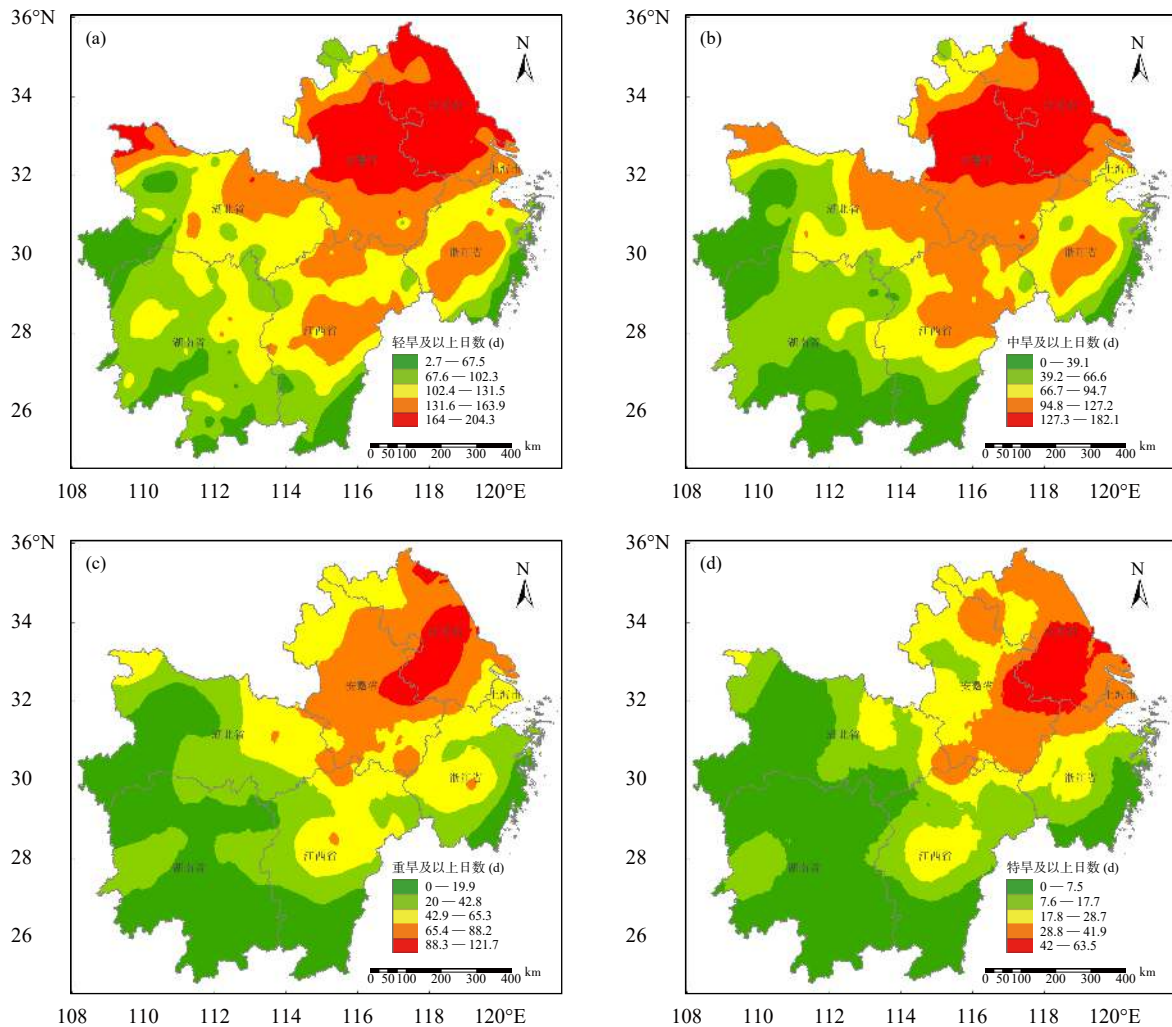 36°N
34
32
30
28
26
(a)
N
湖北省
安徽省
上海市
浙江省
江西省
湖南省
轻旱及以上日数 (d)
2.7 — 67.5
67.6 — 102.3
102.4 — 131.5
131.6 — 163.9
164 — 204.3
0 50 100 200 300 400 km
108 110 112 114 116 118 120°E
(b)
N
湖北省
安徽省
上海市
浙江省
江西省
湖南省
中旱及以上日数 (d)
0 — 39.1
39.2 — 66.6
66.7 — 94.7
94.8 — 127.2
127.3 — 182.1
0 50 100 200 300 400 km
108 110 112 114 116 118 120°E
36°N
34
32
30
28
26
(c)
N
湖北省
安徽省
上海市
浙江省
江西省
湖南省
重旱及以上日数 (d)
0 — 19.9
20 — 42.8
42.9 — 65.3
65.4 — 88.2
88.3 — 121.7
0 50 100 200 300 400 km
108 110 112 114 116 118 120°E
(d)
N
湖北省
安徽省
上海市
浙江省
江西省
湖南省
特旱及以上日数 (d)
0 — 7.5
7.6 — 17.7
17.8 — 28.7
28.8 — 41.9
42 — 63.5
0 50 100 200 300 400 km
108 110 112 114 116 118 120°E